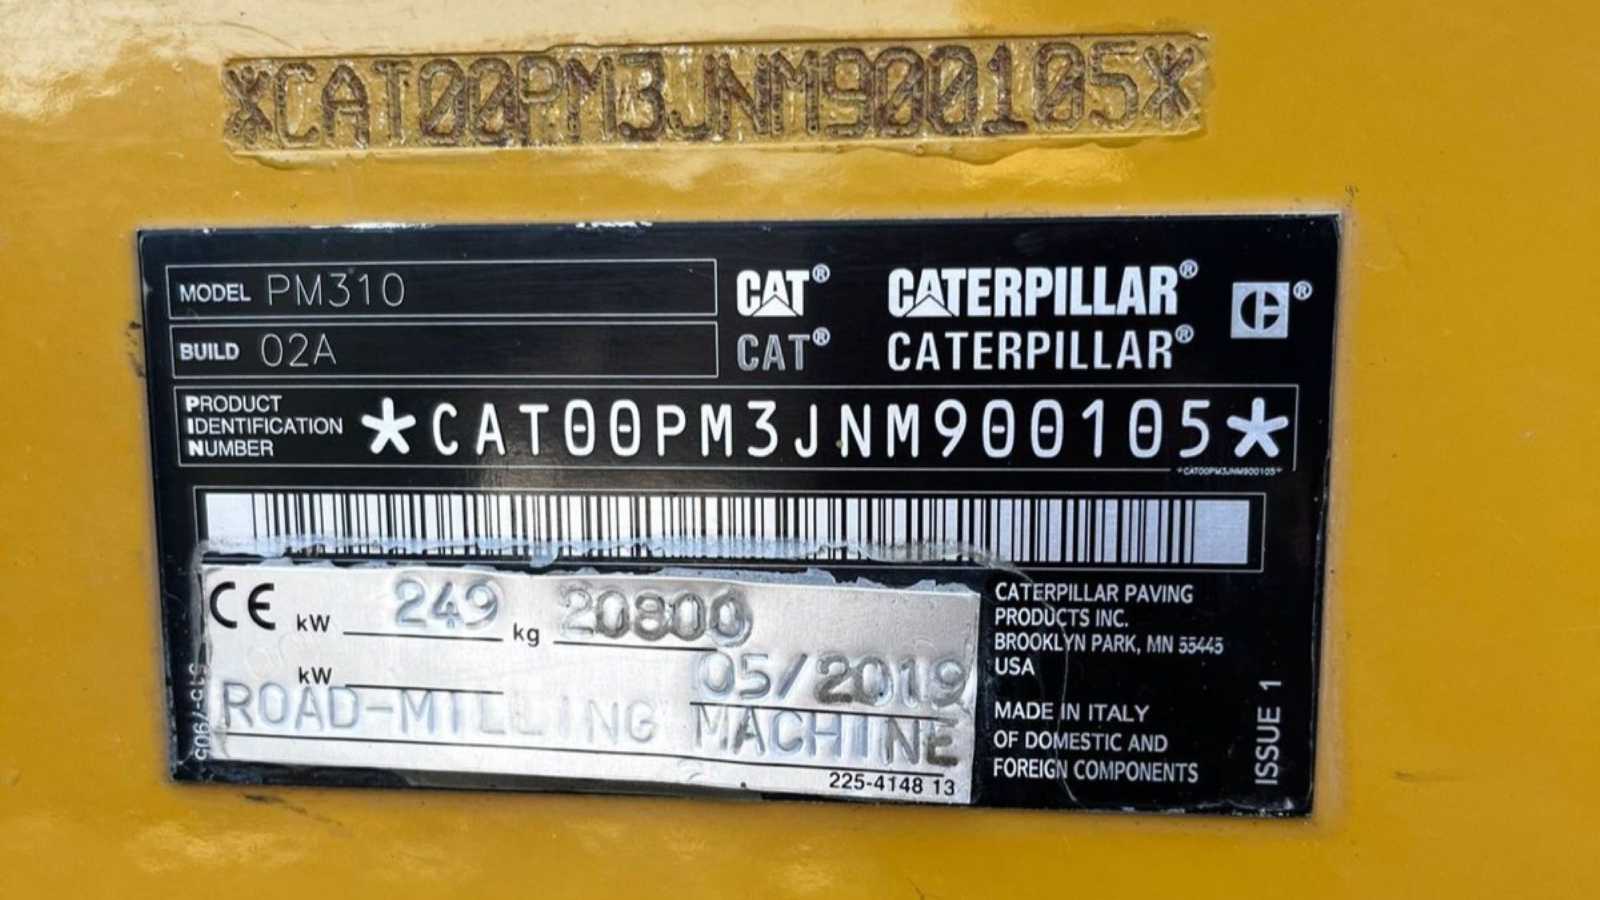 *CAT00PM3JNM900105*
MODEL PM310
CAT® CATERPILLAR® ®
BUILD 02A
CAT® CATERPILLAR®
PRODUCT
IDENTIFICATION
NUMBER
*CAT00PM3JNM900105*
*CAT00PM3JNM900105*
CE kW 249 kg 20800
kW 05/2019
ROAD-MILLING MACHINE
225-4148 13
CATERPILLAR PAVING
PRODUCTS INC.
BROOKLYN PARK, MN 55445
USA
MADE IN ITALY
OF DOMESTIC AND
FOREIGN COMPONENTS
ISSUE 1